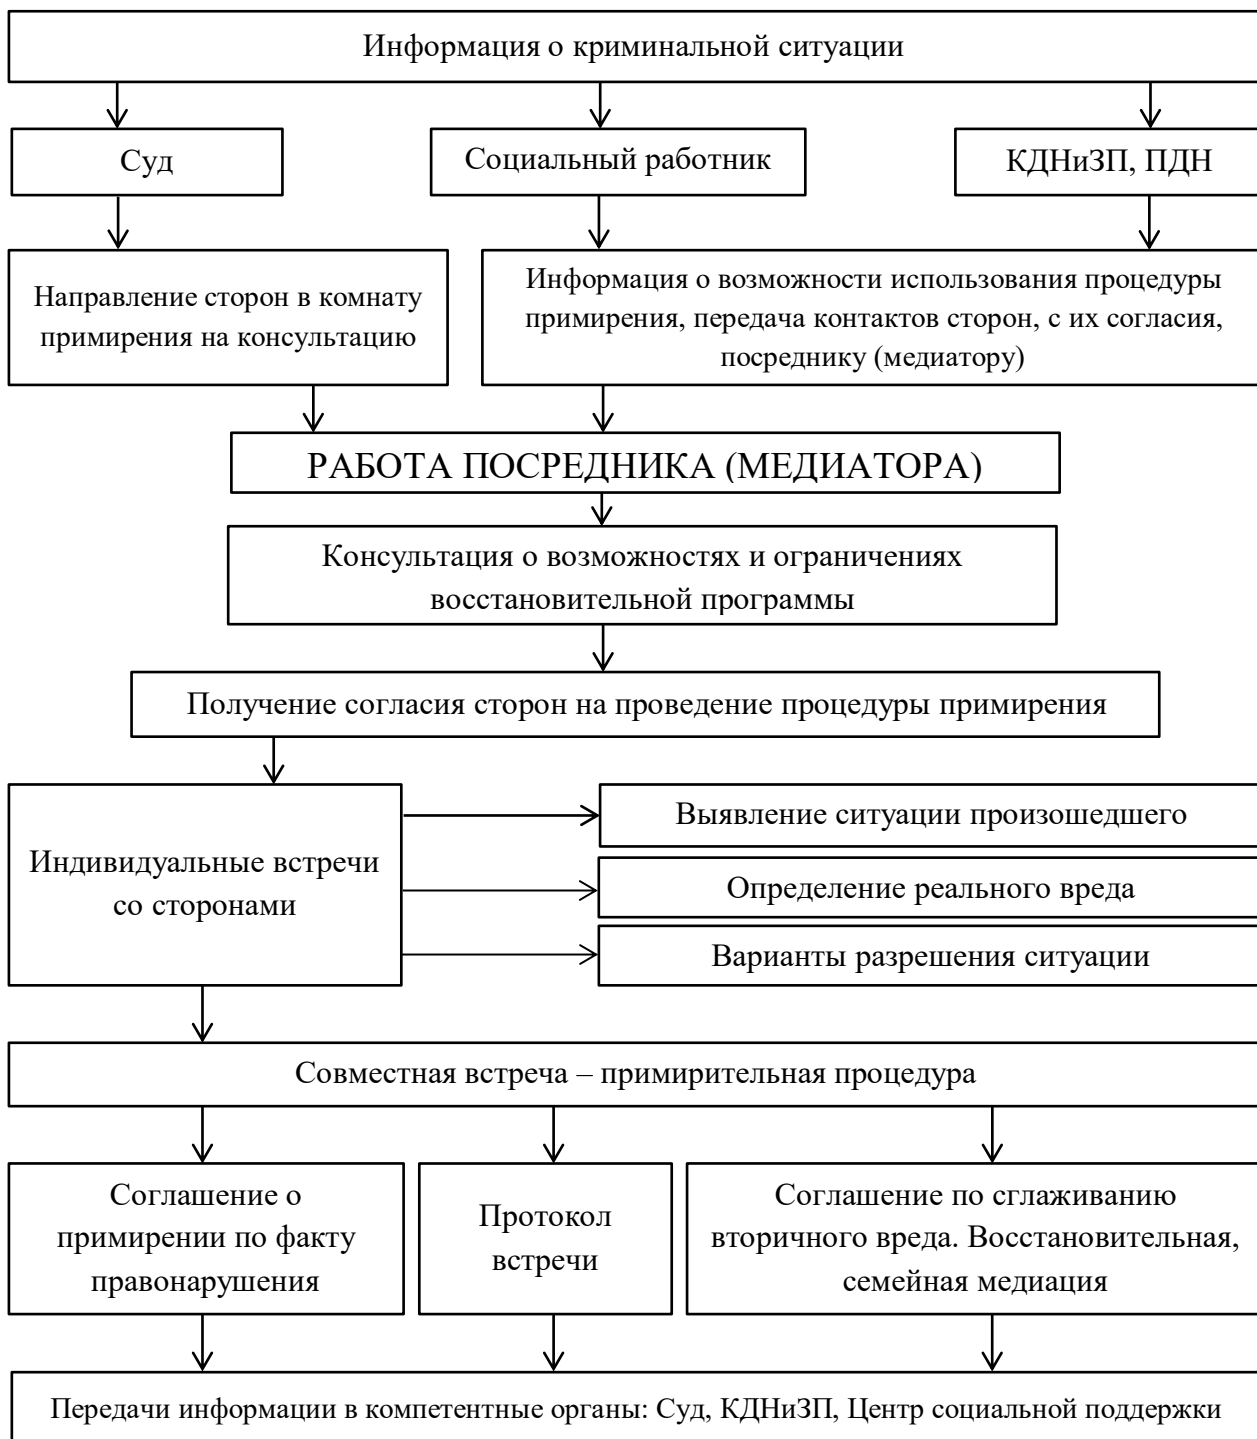 Информация о криминальной ситуации
Суд
Социальный работник
КДНиЗП, ПДН
Направление сторон в комнату
примирения на консультацию
Информация о возможности использования процедуры
примирения, передача контактов сторон, с их согласия,
посреднику (медиатору)
РАБОТА ПОСРЕДНИКА (МЕДИАТОРА)
Консультация о возможностях и ограничениях
восстановительной программы
Получение согласия сторон на проведение процедуры примирения
Индивидуальные встречи
со сторонами
Выявление ситуации произошедшего
Определение реального вреда
Варианты разрешения ситуации
Совместная встреча – примирительная процедура
Соглашение о
примирении по факту
правонарушения
Протокол
встречи
Соглашение по сглаживанию
вторичного вреда. Восстановительная,
семейная медиация
Передачи информации в компетентные органы: Суд, КДНиЗП, Центр социальной поддержки